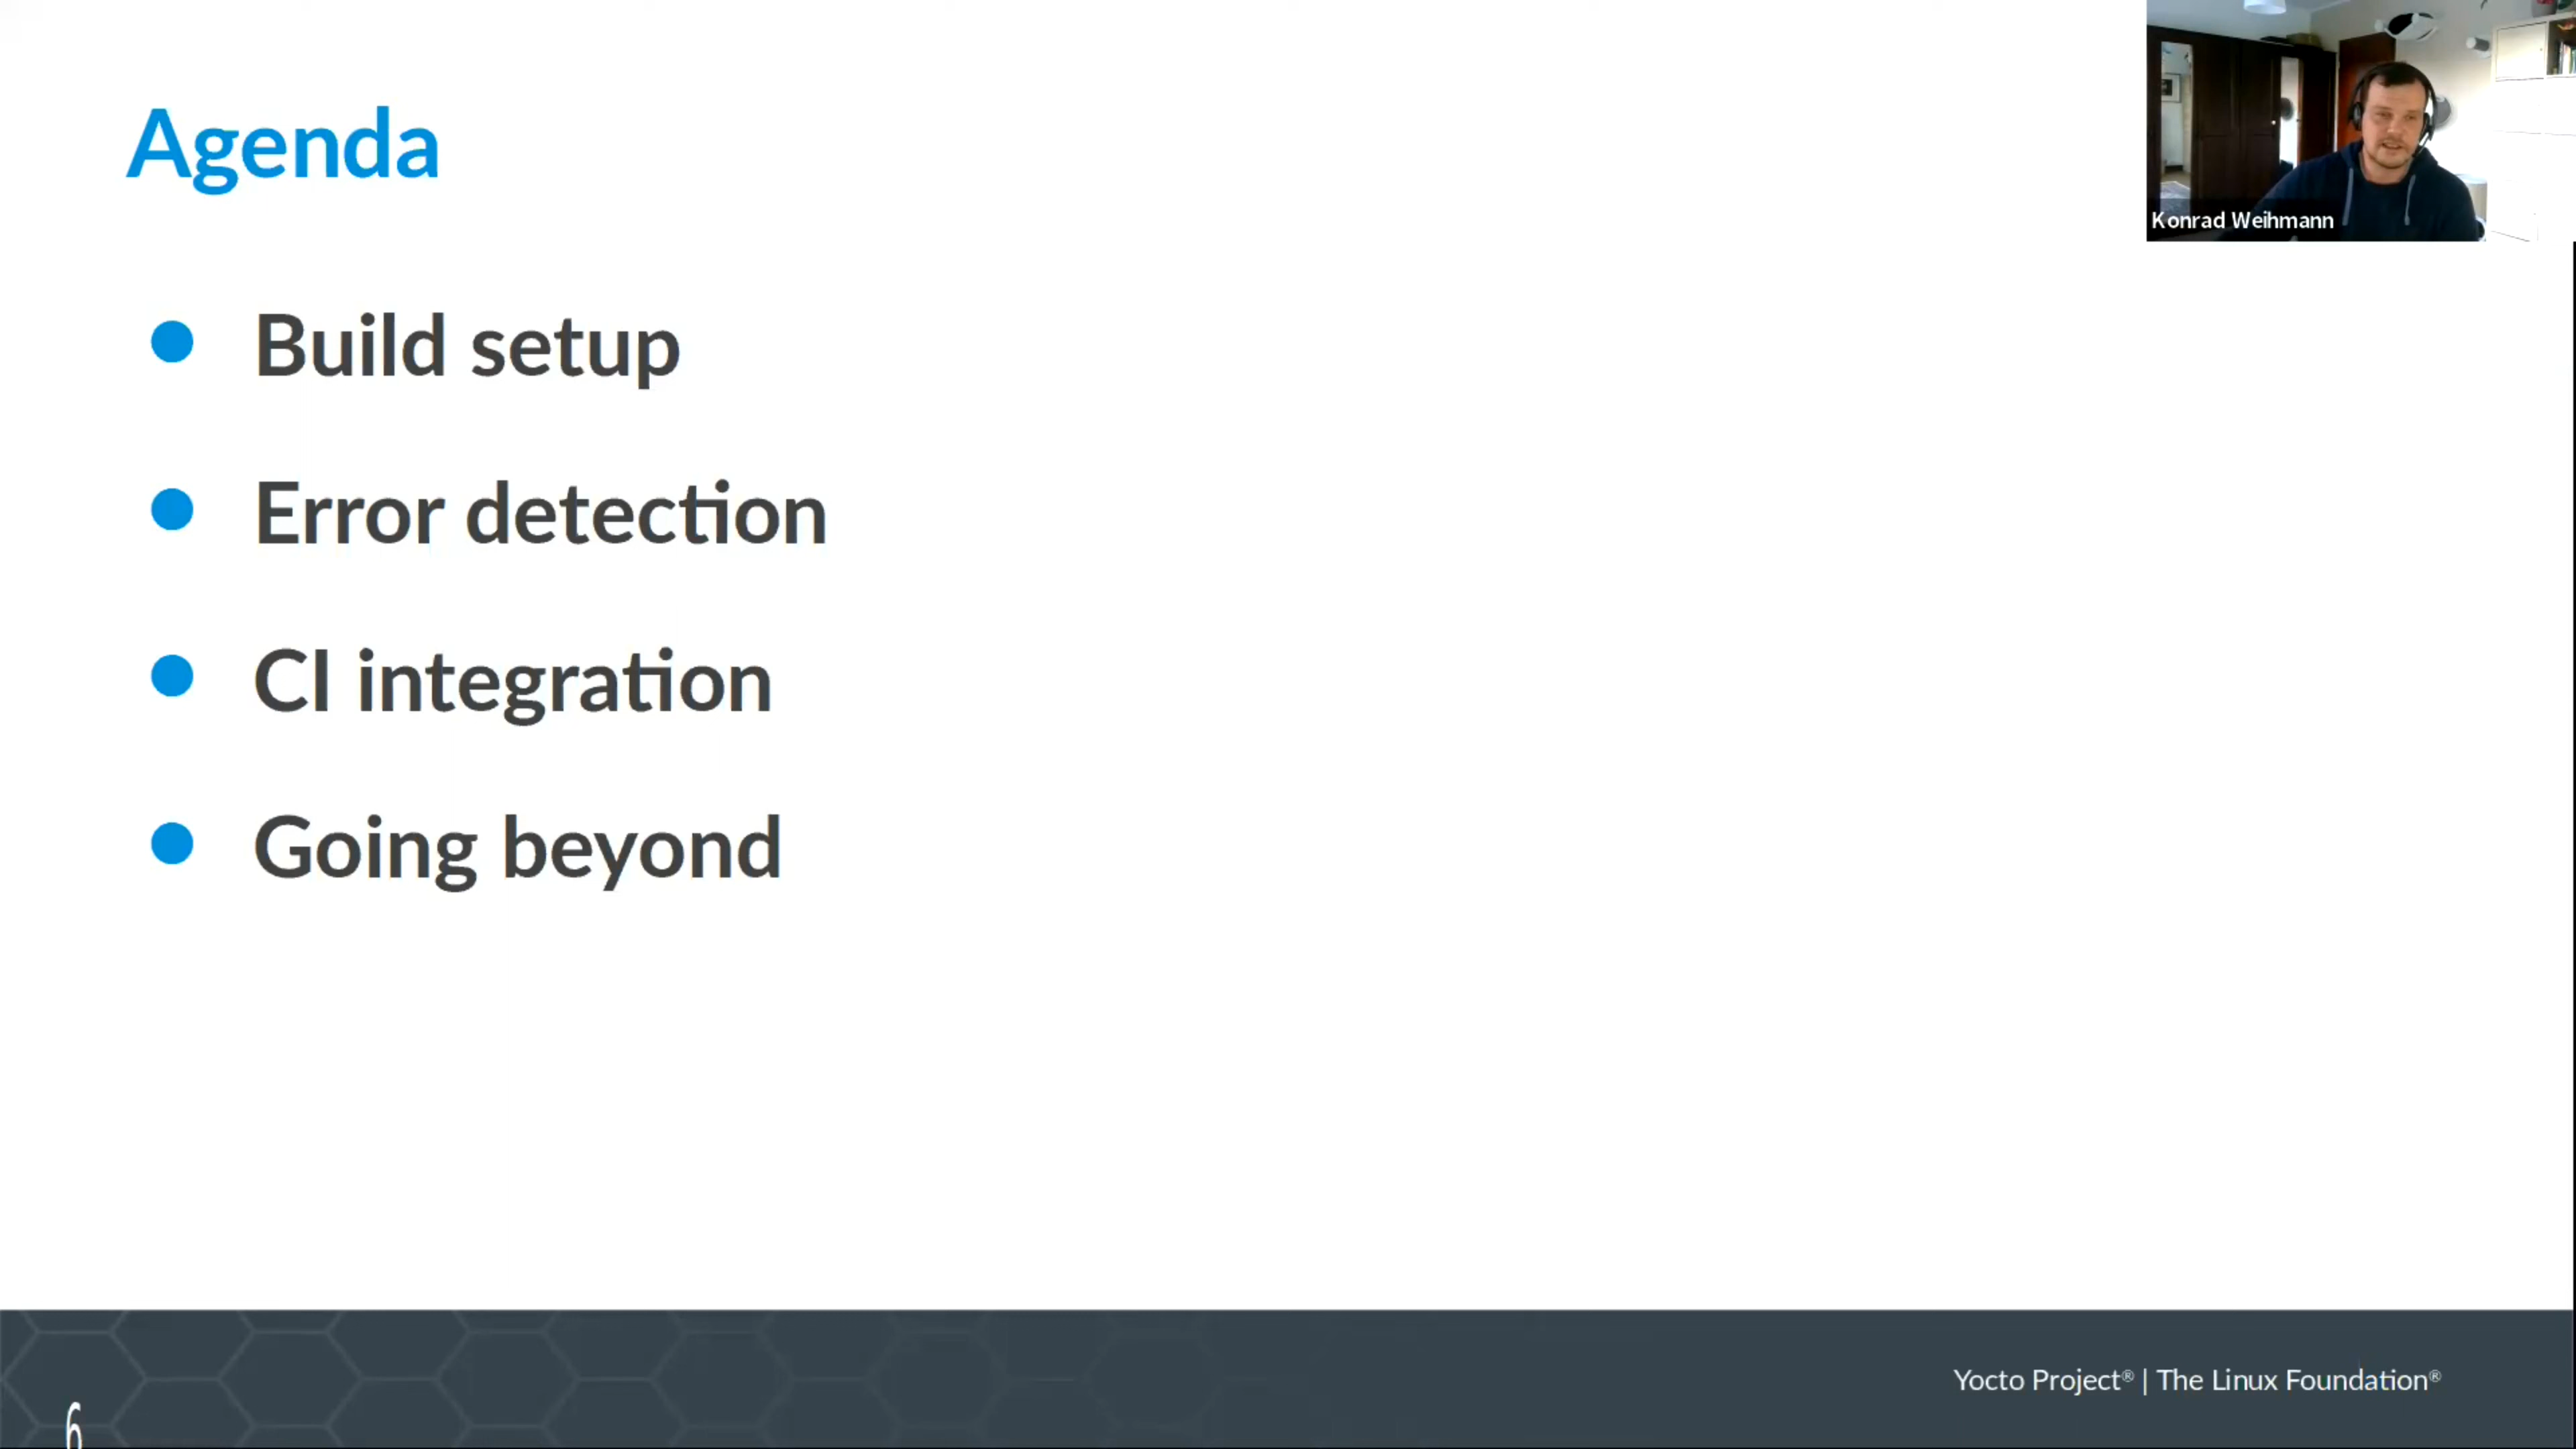 Agenda
Konrad Weihmann
● Build setup
● Error detection
● CI integration
● Going beyond
Yocto Project® | The Linux Foundation®
6